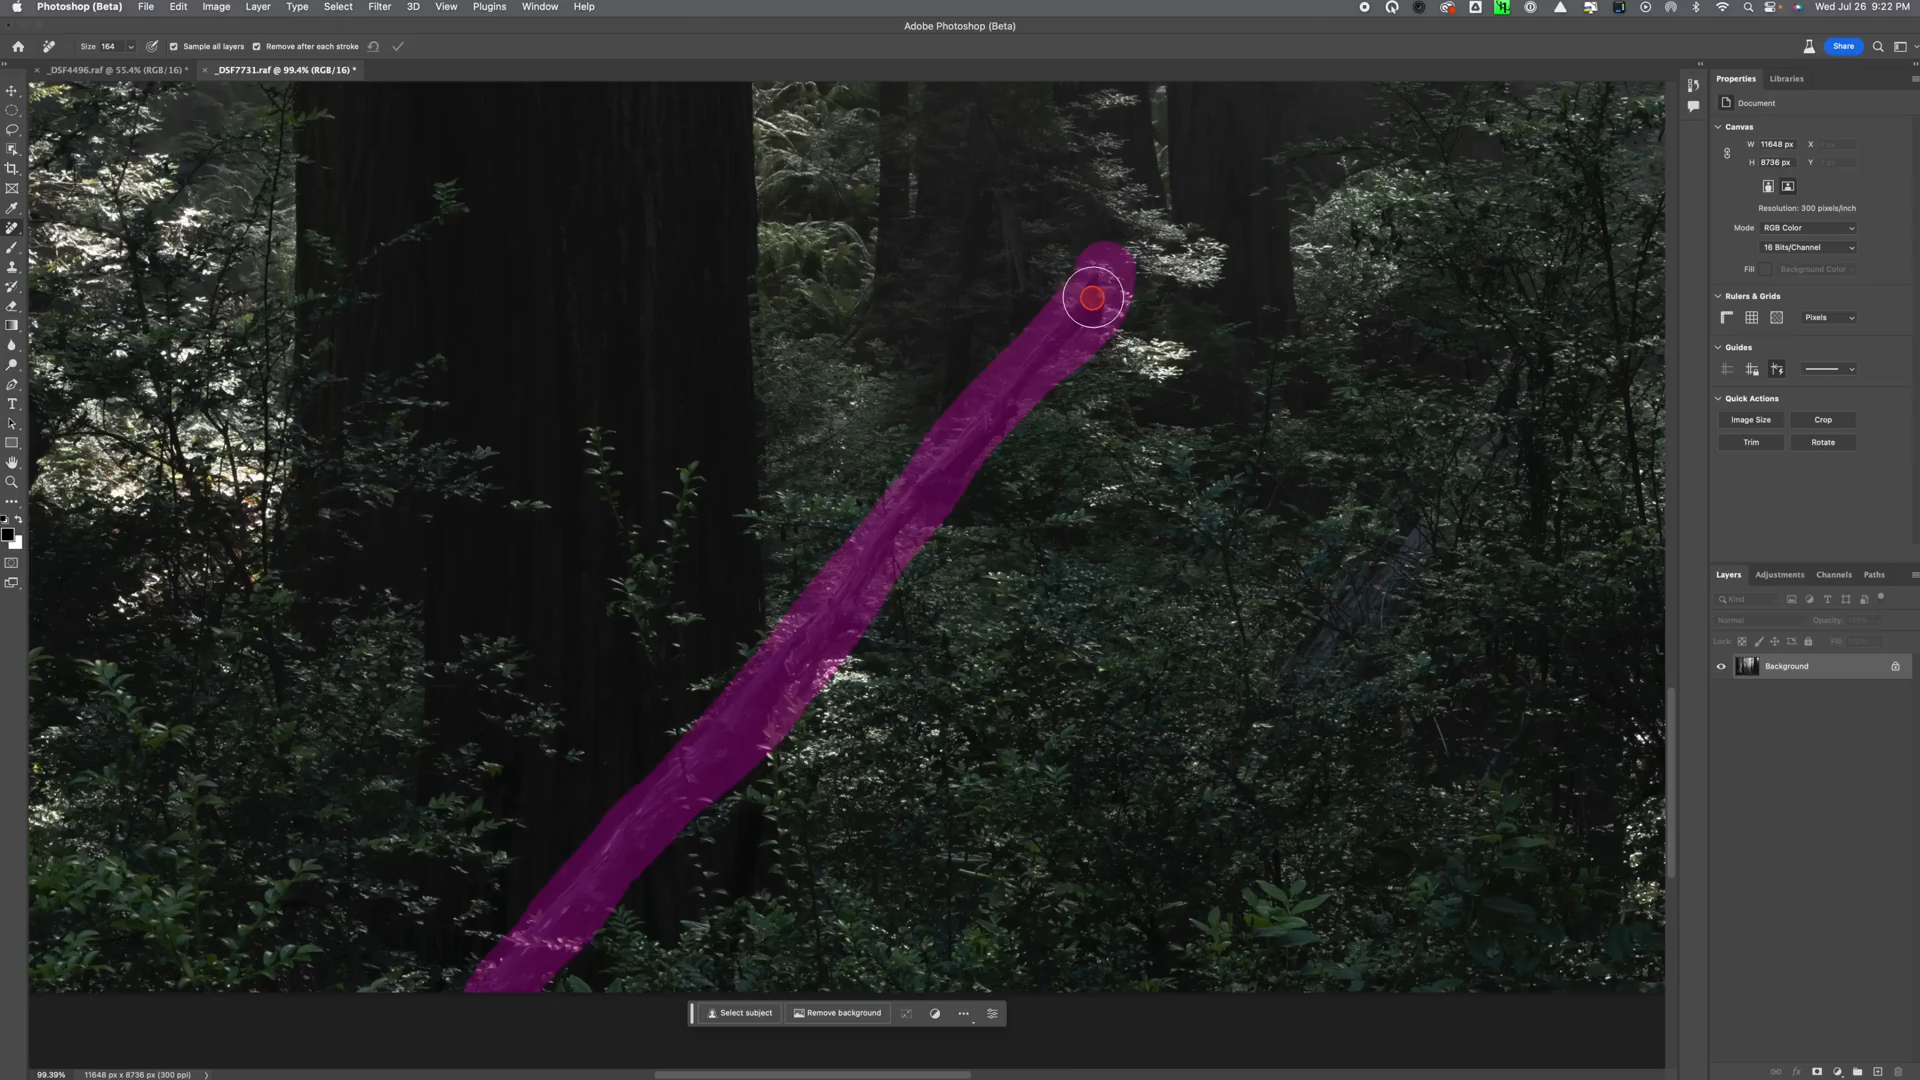 Photoshop (Beta) File Edit Image Layer Type Select Filter 3D View Plugins Window Help Wed Jul 26 9:22 PM
Adobe Photoshop (Beta)
Size 164 Sample all layers Remove after each stroke Share
_DSF4496.raf @ 55.4% (RGB/16) *
_DSF7731.raf @ 99.4% (RGB/16) *
Properties Libraries
Document
Canvas
W 11648 px X
H 8736 px Y
Resolution: 300 pixels/inch
Mode RGB Color
16 Bits/Channel
Fill Background Color
Rulers & Grids
Pixels
Guides
Quick Actions
Image Size Crop
Trim Rotate
Layers Adjustments Channels Paths
Kind
Normal Opacity: 100%
Lock: Fill: 100%
Background
Select subject Remove background
99.39% 11648 px x 8736 px (300 ppi)